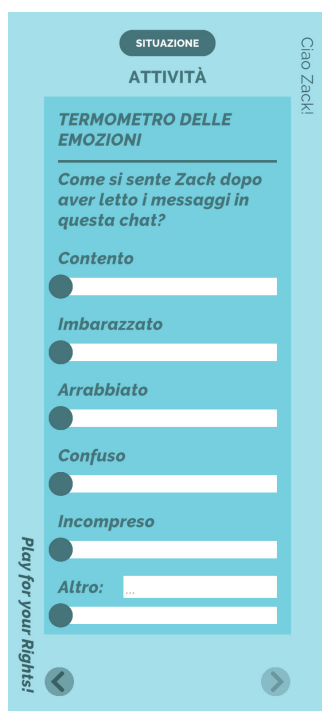 SITUAZIONE
ATTIVITÀ
Ciao Zack!
TERMOMETRO DELLE
EMOZIONI
Come si sente Zack dopo
aver letto i messaggi in
questa chat?
Contento
Imbarazzato
Arrabbiato
Confuso
Incompreso
Altro: ...
Play for your Rights!